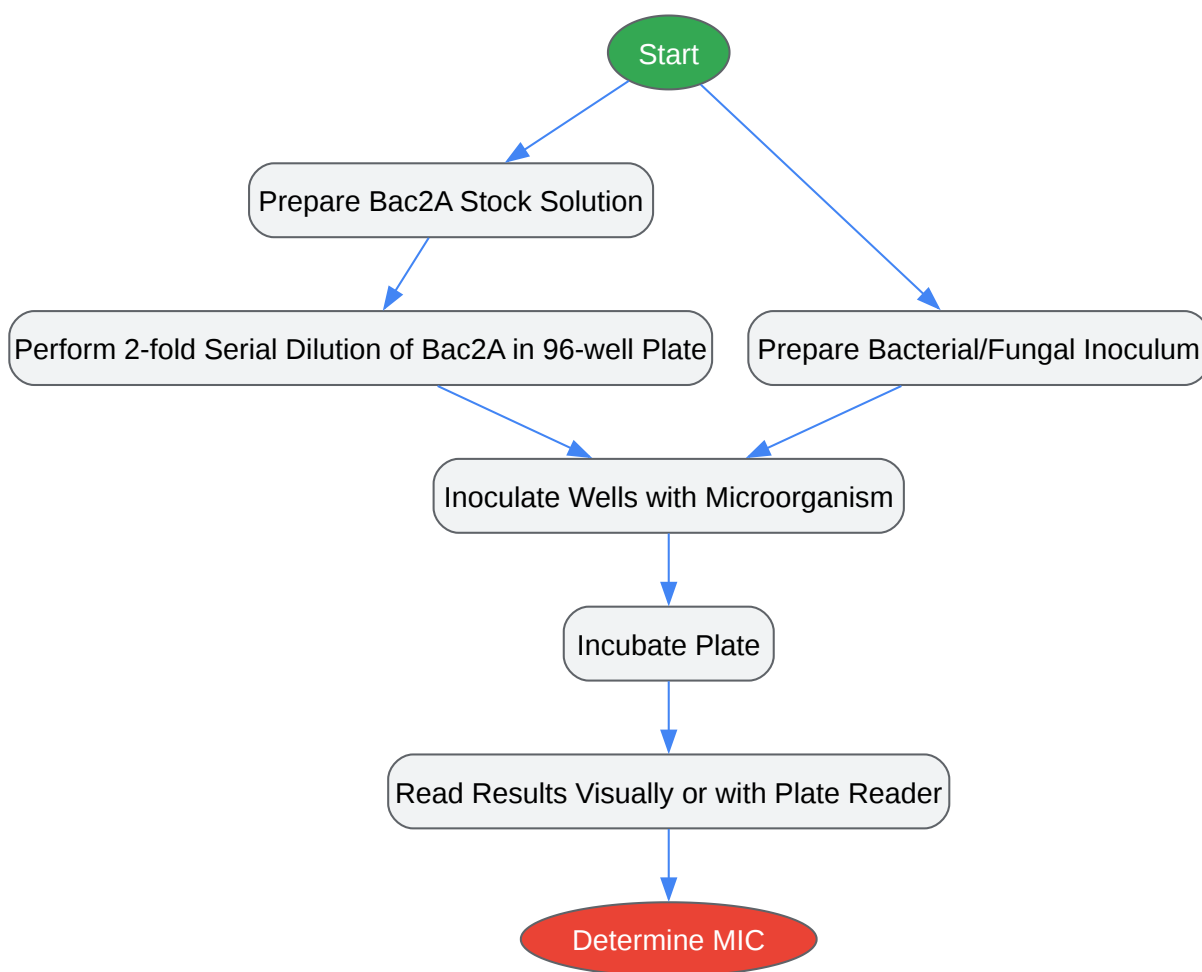 Start
Prepare Bac2A Stock Solution
Perform 2-fold Serial Dilution of Bac2A in 96-well Plate
Prepare Bacterial/Fungal Inoculum
Inoculate Wells with Microorganism
Incubate Plate
Read Results Visually or with Plate Reader
Determine MIC